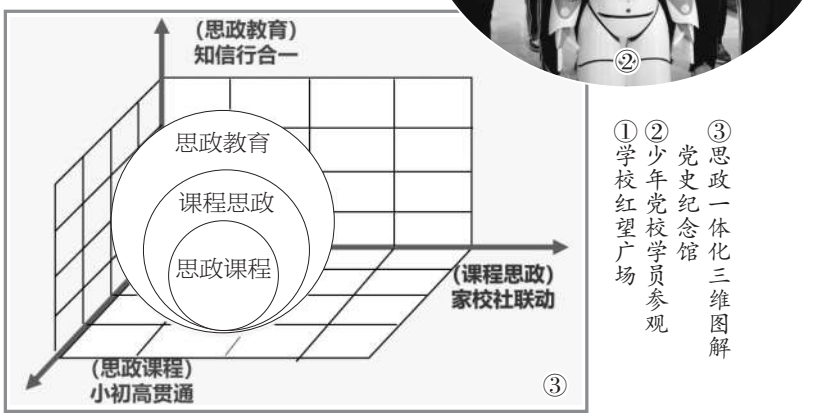 (思政教育)
知信行合一
②
思政教育
课程思政
思政课程
(课程思政)
家校社联动
(思政课程)
小初高贯通
③
①学校红望广场
②少年党校学员参观
党史纪念馆
③思政一体化三维图解